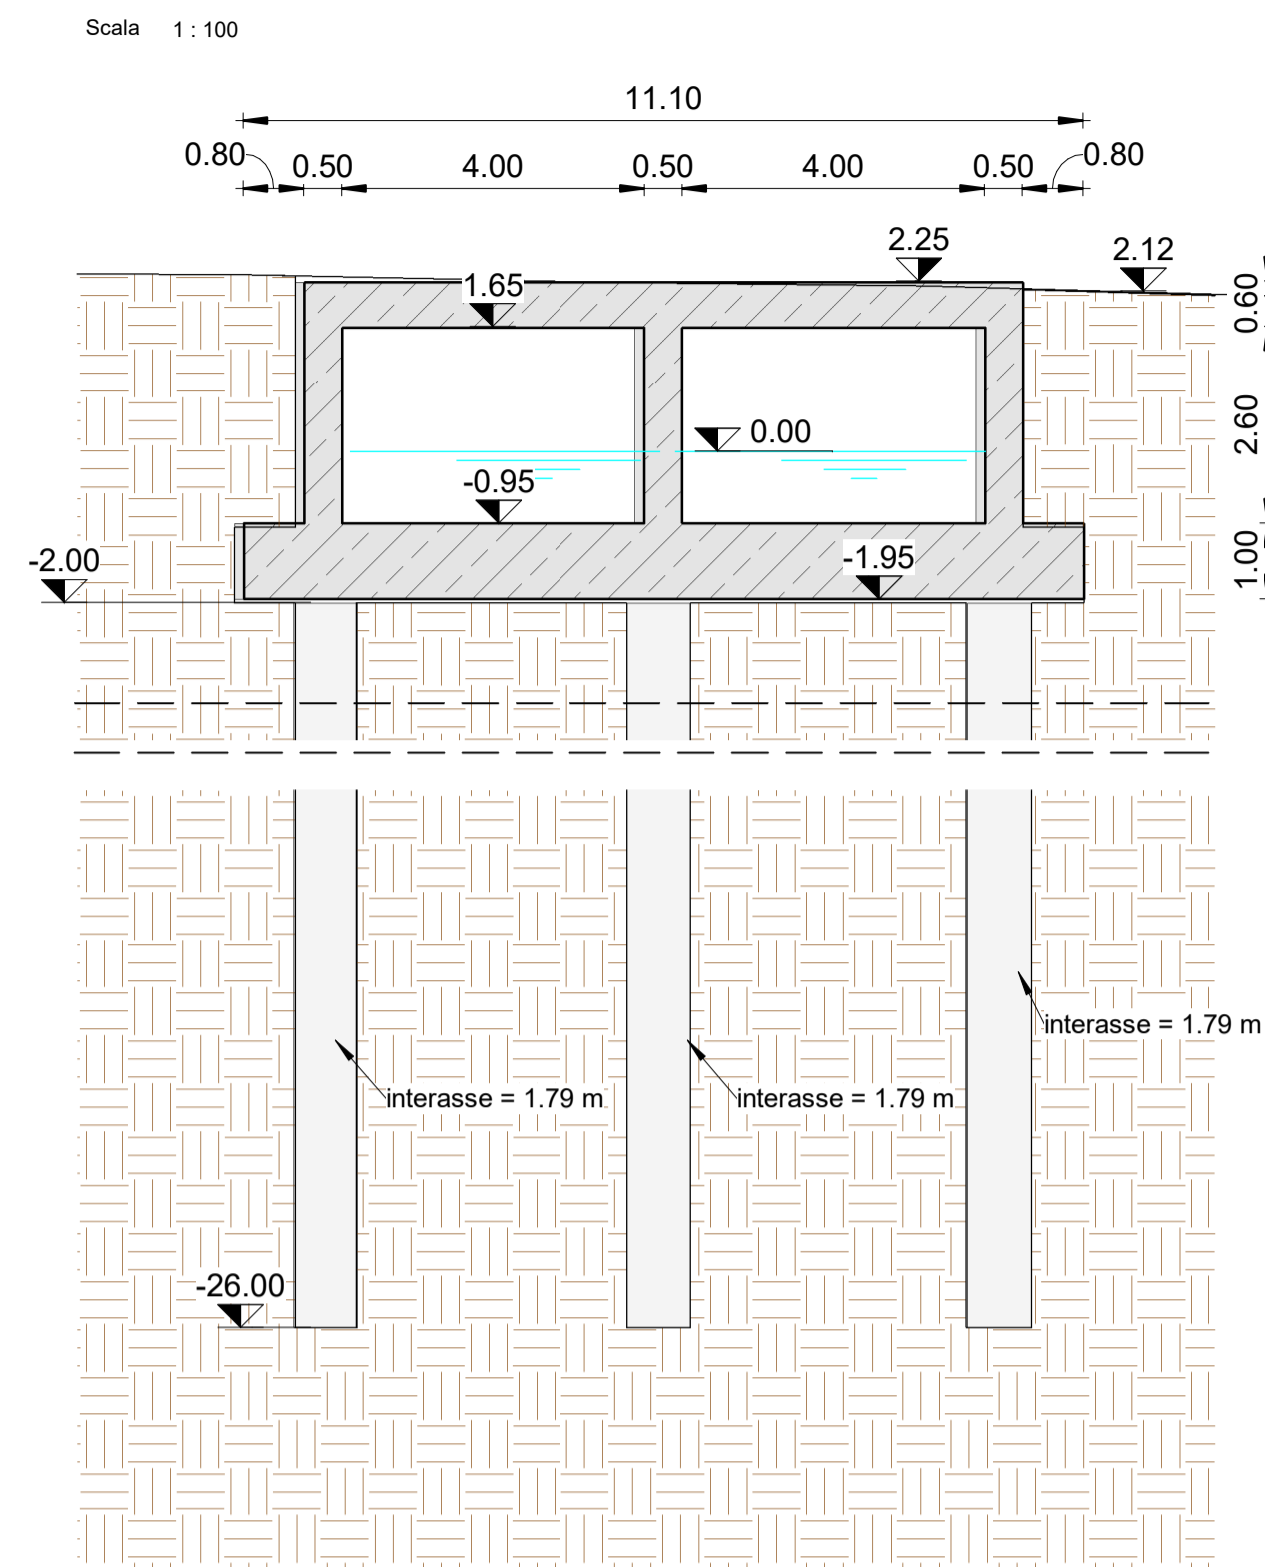 Scala 1 : 100
11.10
0.80 0.50 4.00 0.50 4.00 0.50 0.80
2.25
2.12
1.65
0.60
0.00
2.60
-0.95
-2.00
-1.95
1.00
interasse = 1.79 m
interasse = 1.79 m
interasse = 1.79 m
-26.00